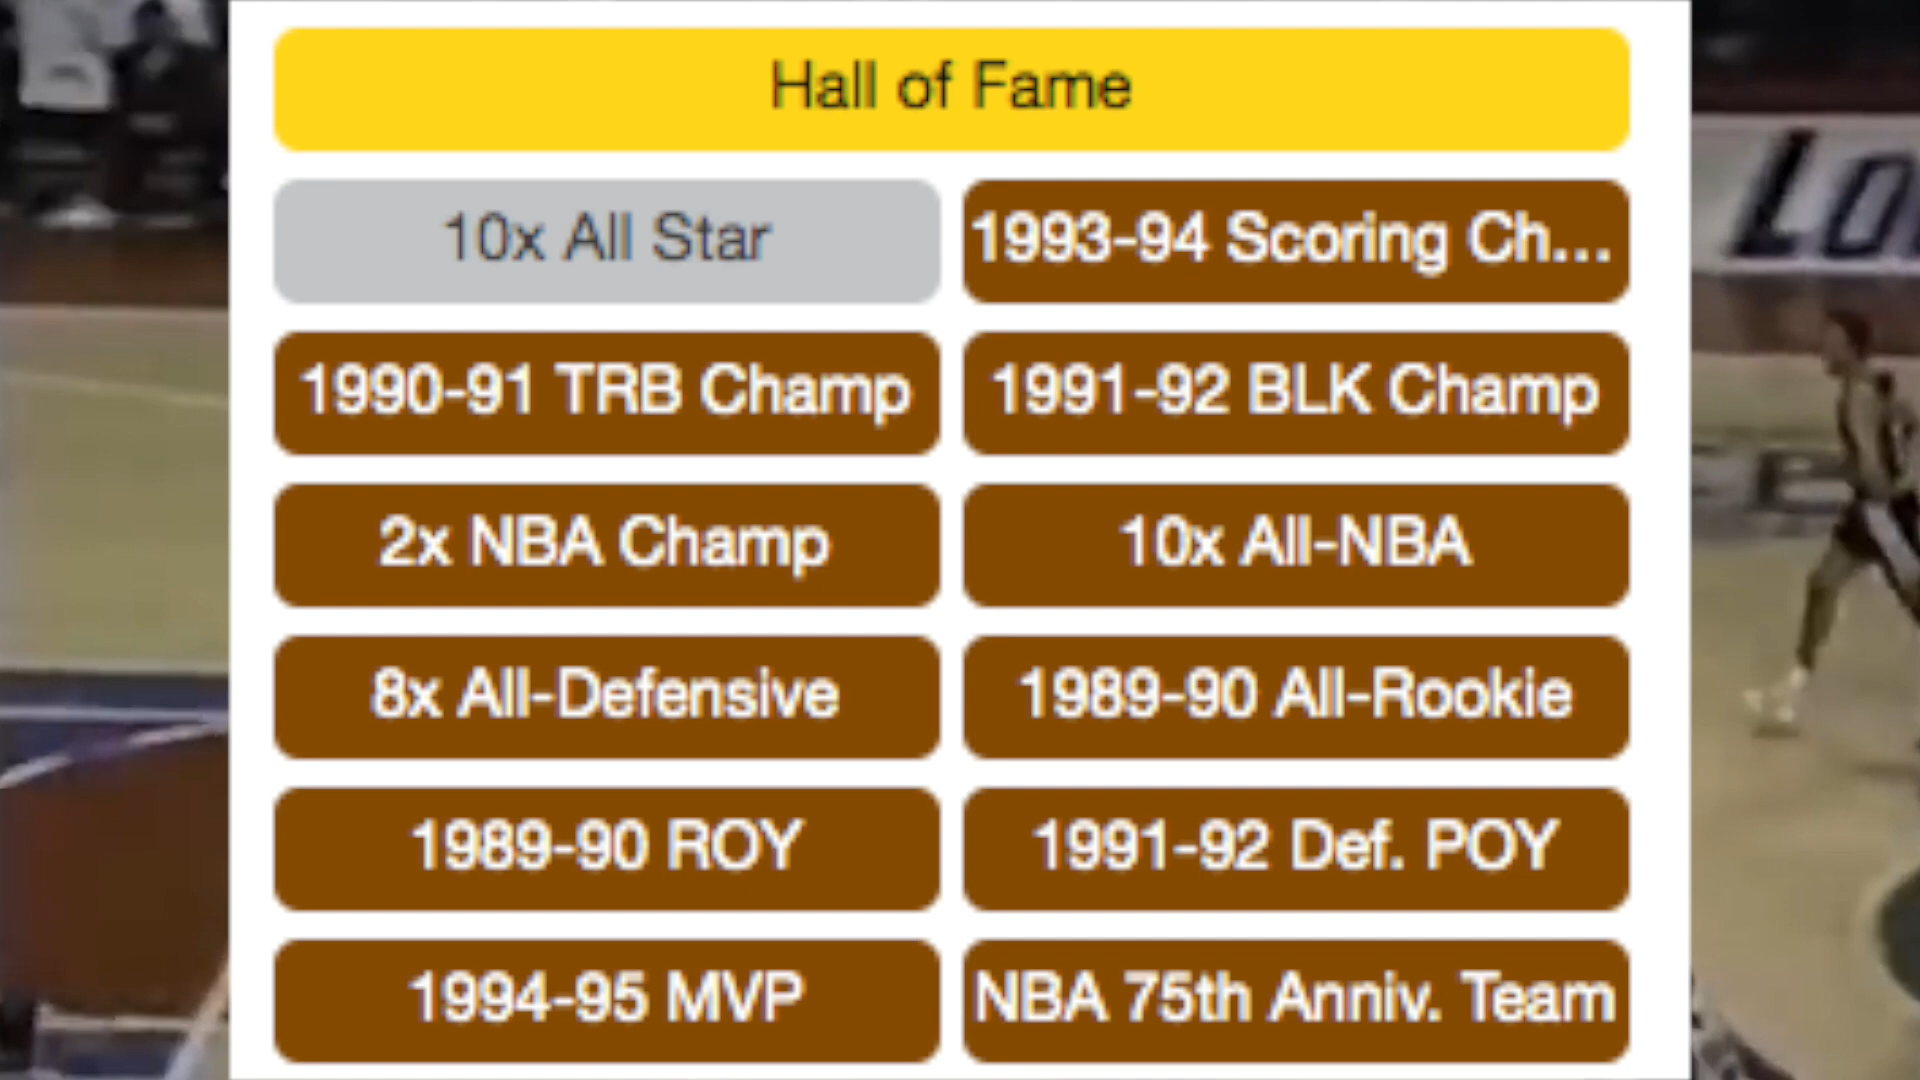 Hall of Fame
10x All Star
1993-94 Scoring Ch...
1990-91 TRB Champ
1991-92 BLK Champ
2x NBA Champ
10x All-NBA
8x All-Defensive
1989-90 All-Rookie
1989-90 ROY
1991-92 Def. POY
1994-95 MVP
NBA 75th Anniv. Team